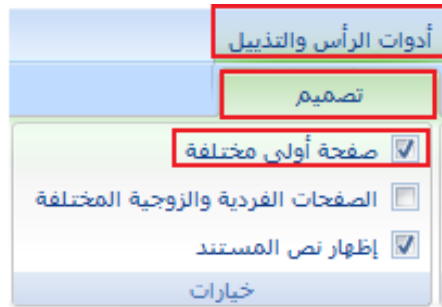 أدوات الرأس والتذييل
تصميم
صفحة أولى مختلفة
الصفحات الفردية والزوجية المختلفة
إظهار نص المستند
خيارات